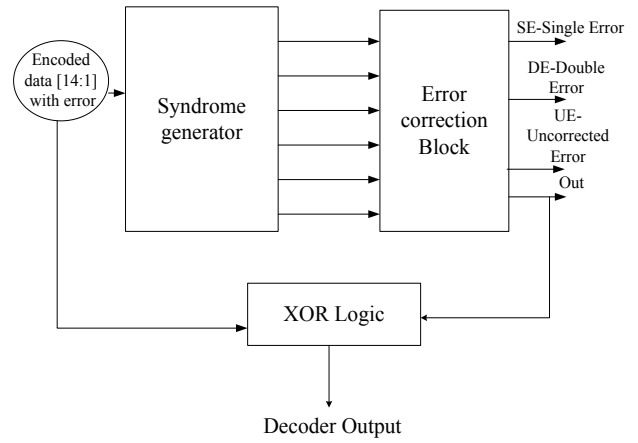 Encoded
data [14:1]
with error
Syndrome
generator
Error
correction
Block
SE-Single Error
DE-Double
Error
UE-
Uncorrected
Error
Out
XOR Logic
Decoder Output